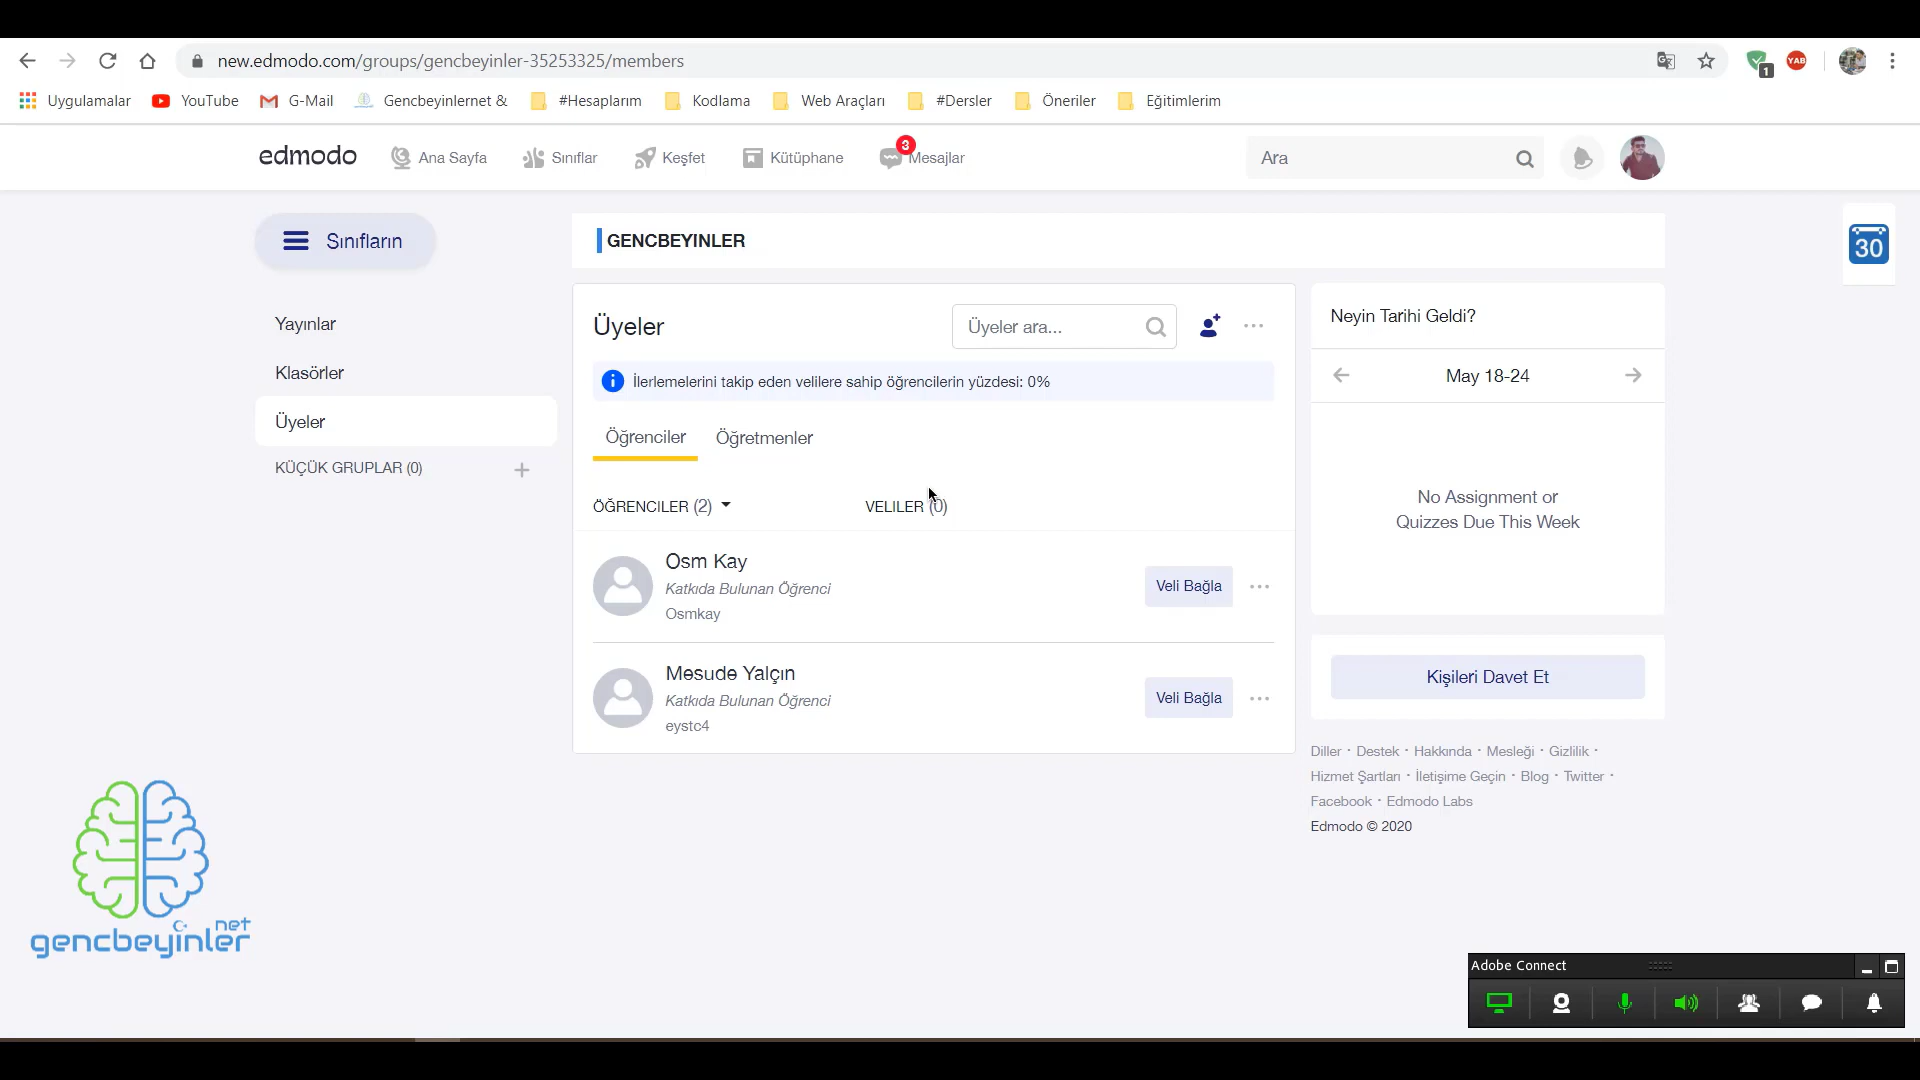 new.edmodo.com/groups/gencbeyinler-35253325/members
1
YAB
Uygulamalar
YouTube
G-Mail
Gencbeyinlernet &
#Hesaplarım
Kodlama
Web Araçları
#Dersler
Öneriler
Eğitimlerim
edmodo
Ana Sayfa
Sınıflar
Keşfet
Kütüphane
3
Mesajlar
Ara
Sınıfların
GENCBEYINLER
30
Yayınlar
Klasörler
Üyeler
KÜÇÜK GRUPLAR (0)
Üyeler
Üyeler ara...
İlerlemelerini takip eden velilere sahip öğrencilerin yüzdesi: 0%
Öğrenciler
Öğretmenler
ÖĞRENCILER (2)
VELILER (0)
Osm Kay
Katkıda Bulunan Öğrenci
Osmkay
Veli Bağla
Mesude Yalçın
Katkıda Bulunan Öğrenci
eystc4
Veli Bağla
Neyin Tarihi Geldi?
May 18-24
No Assignment or
Quizzes Due This Week
Kişileri Davet Et
Diller · Destek · Hakkında · Mesleği · Gizlilik ·
Hizmet Şartları · İletişime Geçin · Blog · Twitter ·
Facebook · Edmodo Labs
Edmodo © 2020
net
gencbeyinler
Adobe Connect